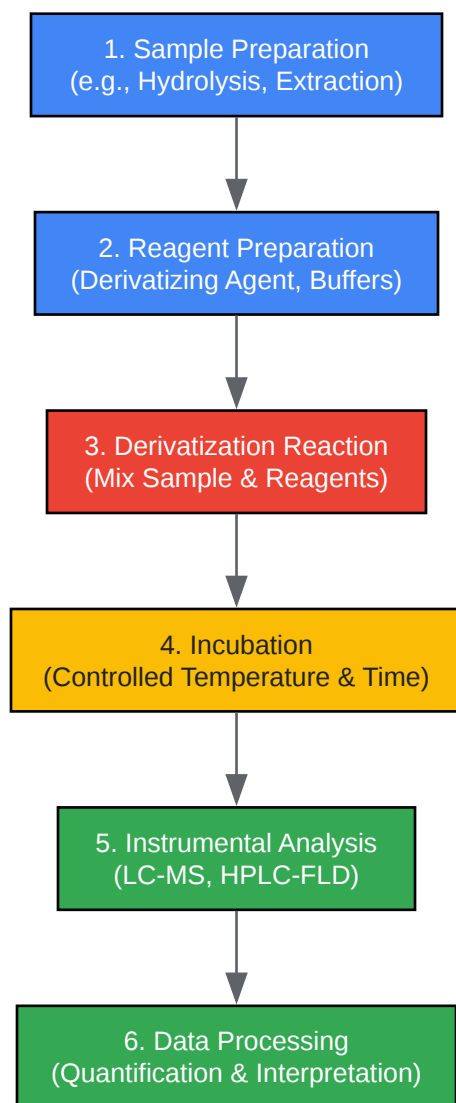 1. Sample Preparation
(e.g., Hydrolysis, Extraction)
2. Reagent Preparation
(Derivatizing Agent, Buffers)
3. Derivatization Reaction
(Mix Sample & Reagents)
4. Incubation
(Controlled Temperature & Time)
5. Instrumental Analysis
(LC-MS, HPLC-FLD)
6. Data Processing
(Quantification & Interpretation)